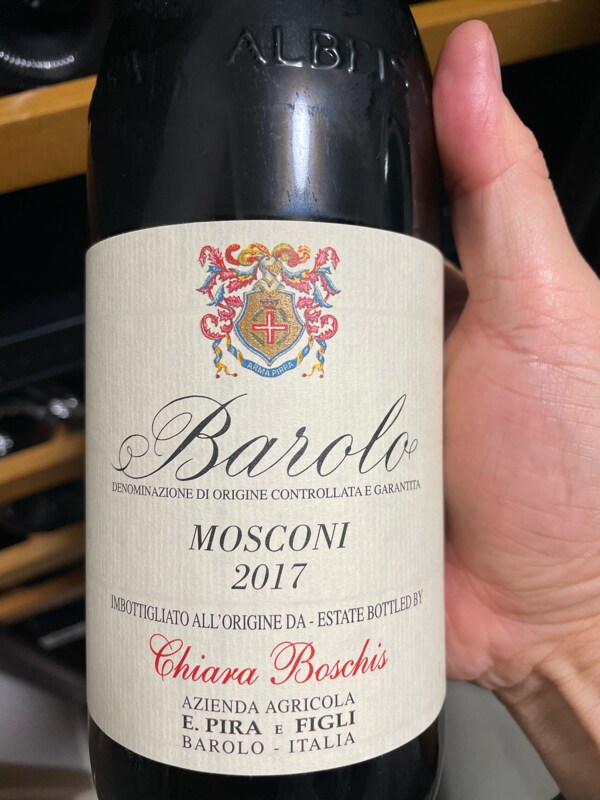 ALBEIS
ARMA PIRRA
Barolo
DENOMINAZIONE DI ORIGINE CONTROLLATA E GARANTITA
MOSCONI
2017
IMBOTTIGLIATO ALL'ORIGINE DA - ESTATE BOTTLED BY
Chiara Boschis
AZIENDA AGRICOLA
E. PIRA E FIGLI
BAROLO - ITALIA